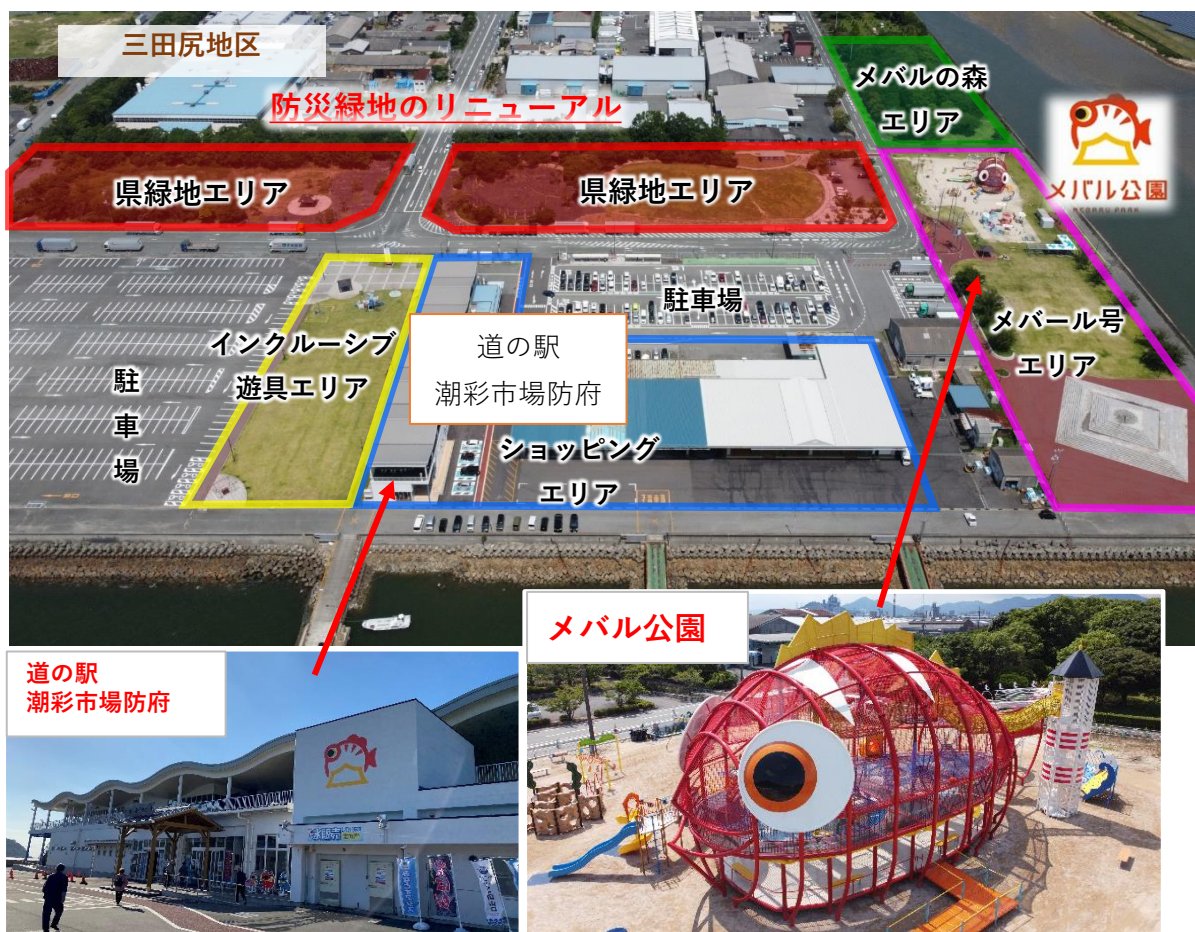 三田尻地区
防災緑地のリニューアル
メバルの森
エリア
メバル公園
MEBARU PARK
県緑地エリア
県緑地エリア
駐車場
インクルーシブ
遊具エリア
道の駅
潮彩市場防府
メバール号
エリア
駐
車
場
ショッピング
エリア
メバル公園
道の駅
潮彩市場防府